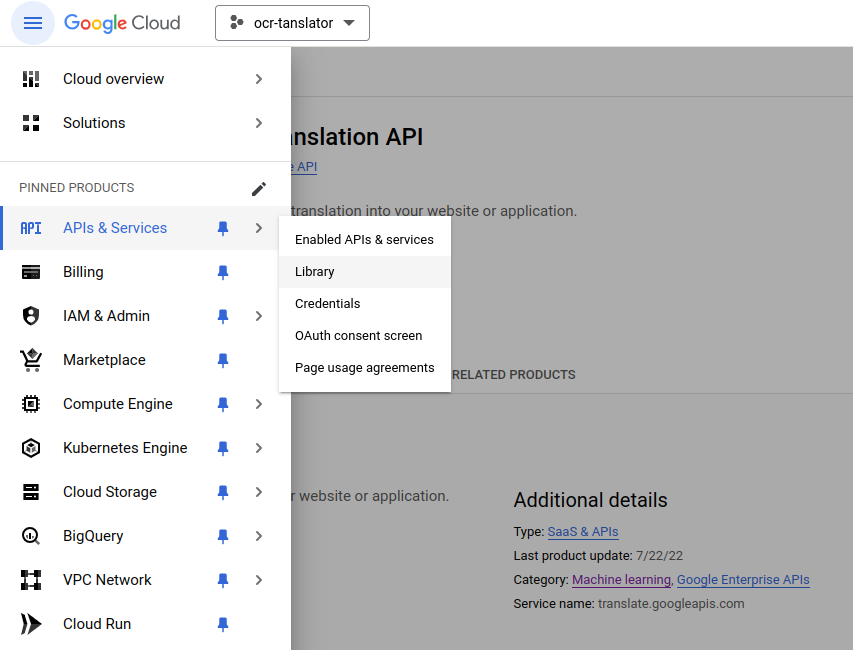 Google Cloud
ocr-tanslator
Cloud overview
Solutions
PINNED PRODUCTS
API APIs & Services
Billing
IAM & Admin
Marketplace
Compute Engine
Kubernetes Engine
Cloud Storage
BigQuery
VPC Network
Cloud Run
Enabled APIs & services
Library
Credentials
OAuth consent screen
Page usage agreements
nslation API
API
translation into your website or application.
RELATED PRODUCTS
r website or application.
Additional details
Type: SaaS & APIs
Last product update: 7/22/22
Category: Machine learning, Google Enterprise APIs
Service name: translate.googleapis.com